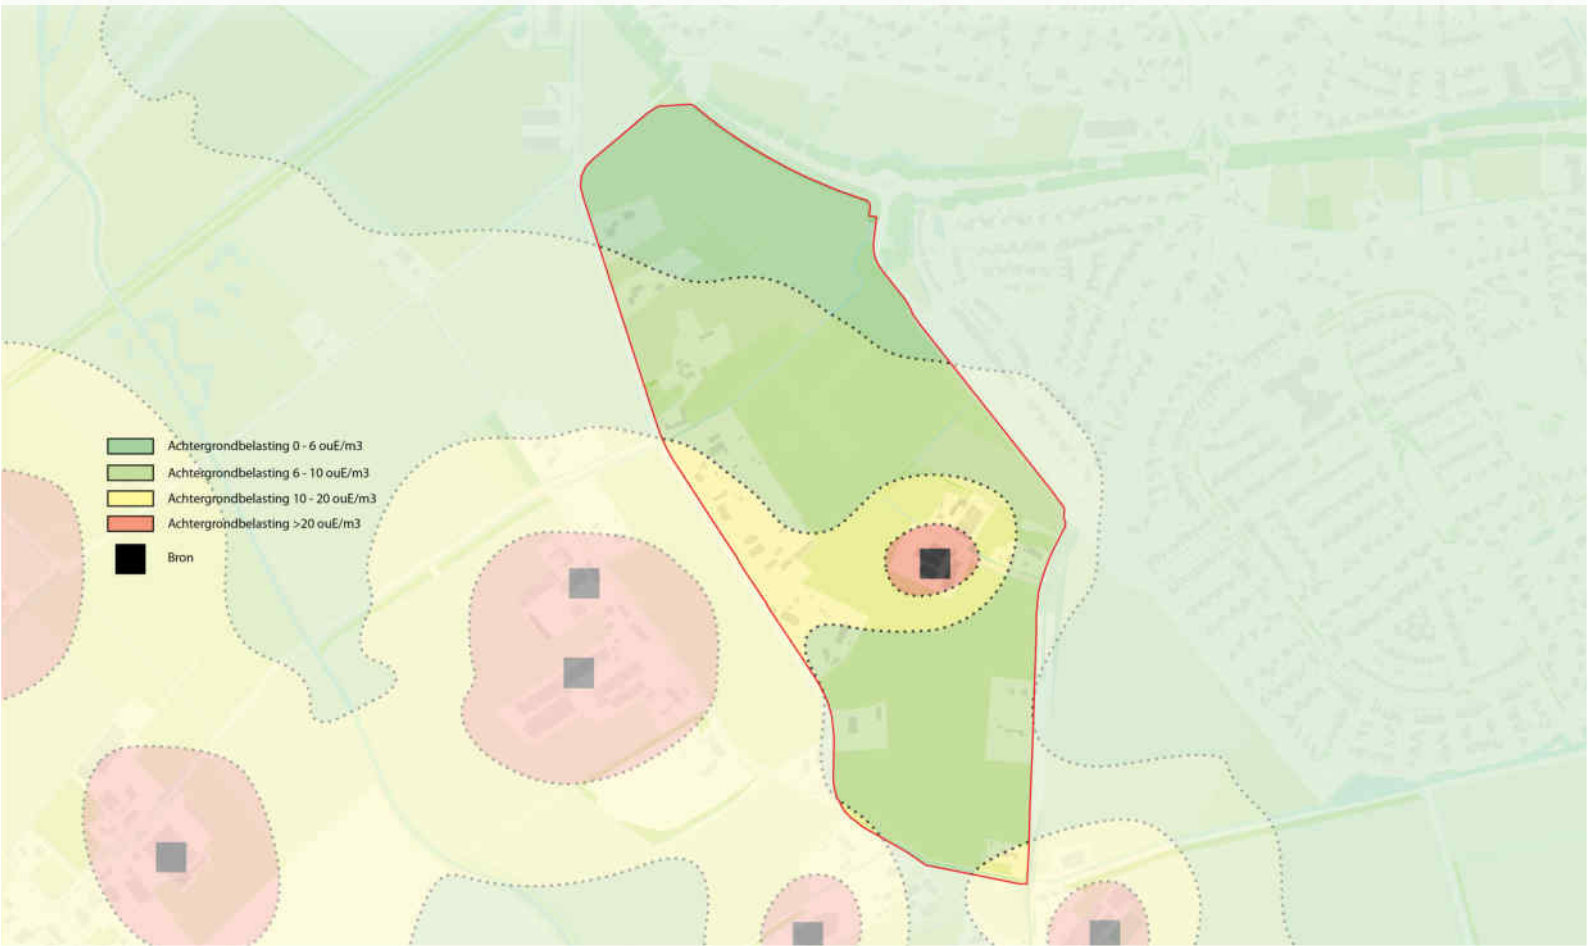 Achtergrondbelasting 0 - 6 ouE/m3
Achtergrondbelasting 6 - 10 ouE/m3
Achtergrondbelasting 10 - 20 ouE/m3
Achtergrondbelasting >20 ouE/m3
Bron